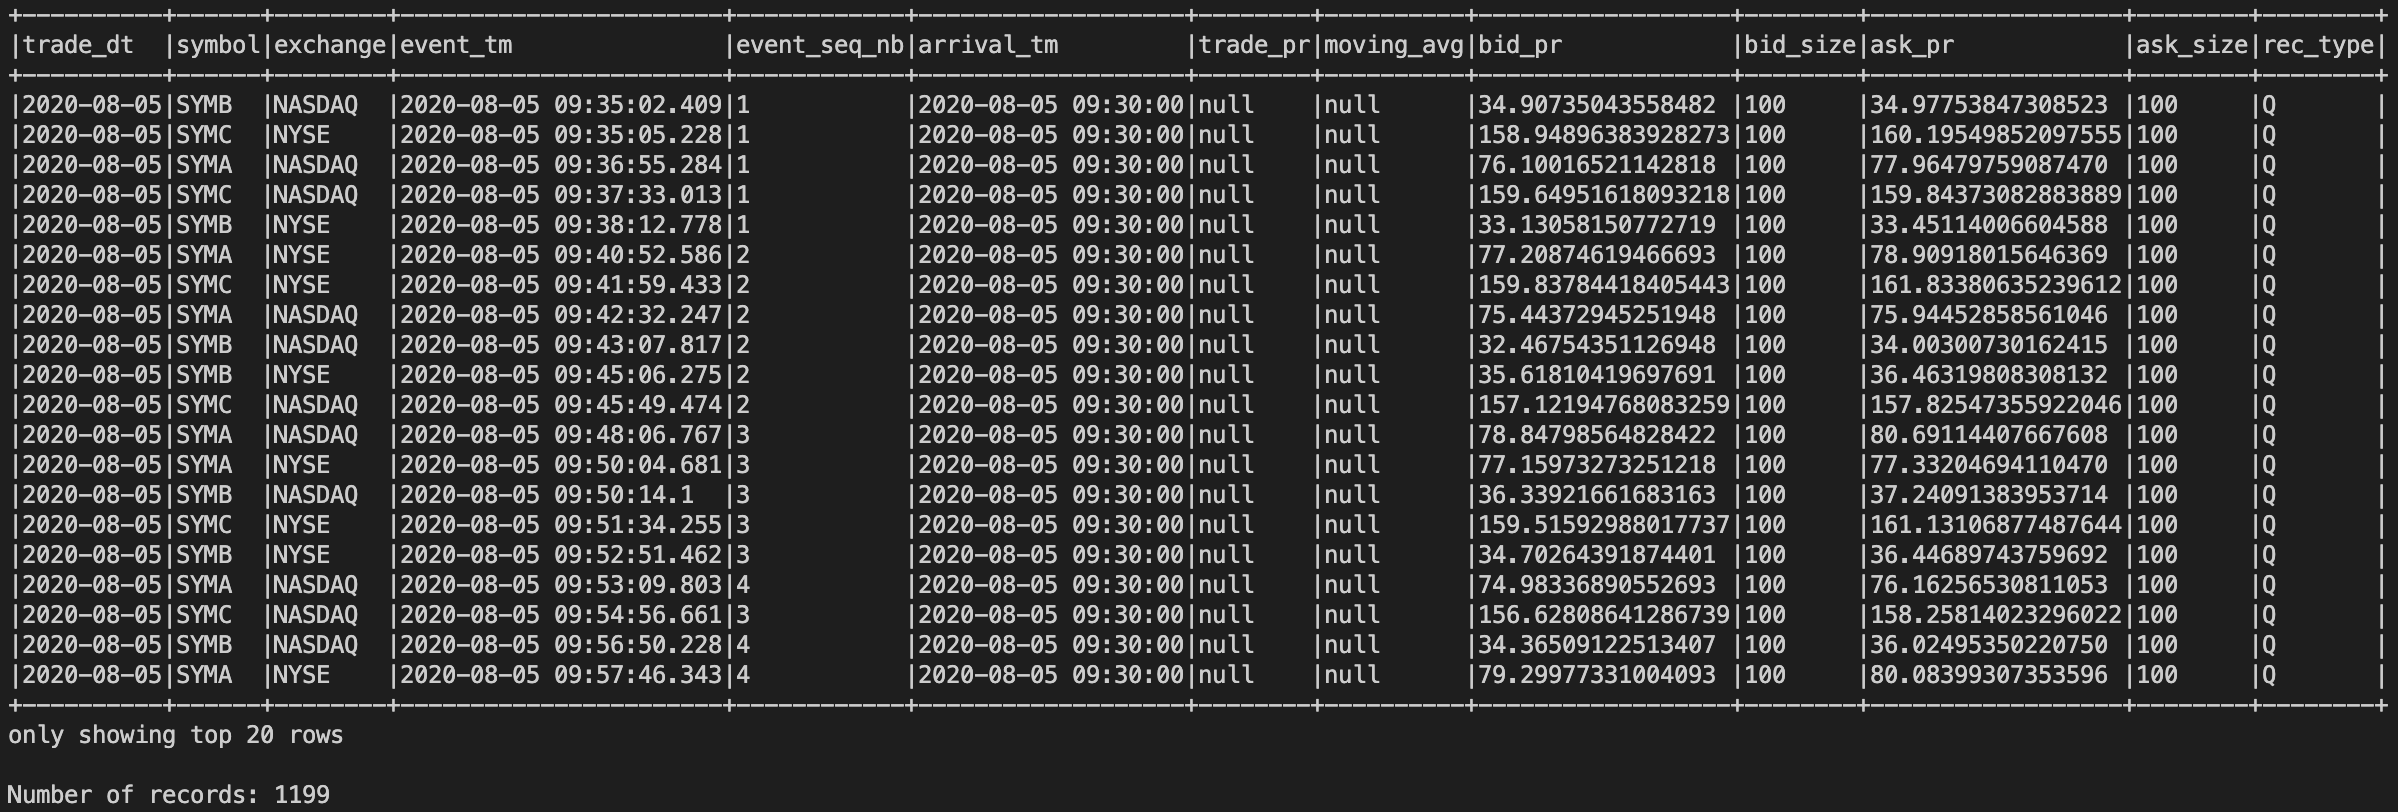 +----------+------+--------+-----------------------+------------+-------------------+--------+----------+------------------+--------+------------------+--------+--------+
|trade_dt  |symbol|exchange|event_tm               |event_seq_nb|arrival_tm         |trade_pr|moving_avg|bid_pr            |bid_size|ask_pr            |ask_size|rec_type|
+----------+------+--------+-----------------------+------------+-------------------+--------+----------+------------------+--------+------------------+--------+--------+
|2020-08-05|SYMB  |NASDAQ  |2020-08-05 09:35:02.409|1           |2020-08-05 09:30:00|null    |null      |34.90735043558482 |100     |34.97753847308523 |100     |Q       |
|2020-08-05|SYMC  |NYSE    |2020-08-05 09:35:05.228|1           |2020-08-05 09:30:00|null    |null      |158.94896383928273|100     |160.19549852097555|100     |Q       |
|2020-08-05|SYMA  |NASDAQ  |2020-08-05 09:36:55.284|1           |2020-08-05 09:30:00|null    |null      |76.10016521142818 |100     |77.96479759087470 |100     |Q       |
|2020-08-05|SYMC  |NASDAQ  |2020-08-05 09:37:33.013|1           |2020-08-05 09:30:00|null    |null      |159.64951618093218|100     |159.84373082883889|100     |Q       |
|2020-08-05|SYMB  |NYSE    |2020-08-05 09:38:12.778|1           |2020-08-05 09:30:00|null    |null      |33.13058150772719 |100     |33.45114006604588 |100     |Q       |
|2020-08-05|SYMA  |NYSE    |2020-08-05 09:40:52.586|2           |2020-08-05 09:30:00|null    |null      |77.20874619466693 |100     |78.90918015646369 |100     |Q       |
|2020-08-05|SYMC  |NYSE    |2020-08-05 09:41:59.433|2           |2020-08-05 09:30:00|null    |null      |159.83784418405443|100     |161.83380635239612|100     |Q       |
|2020-08-05|SYMA  |NASDAQ  |2020-08-05 09:42:32.247|2           |2020-08-05 09:30:00|null    |null      |75.44372945251948 |100     |75.94452858561046 |100     |Q       |
|2020-08-05|SYMB  |NASDAQ  |2020-08-05 09:43:07.817|2           |2020-08-05 09:30:00|null    |null      |32.46754351126948 |100     |34.00300730162415 |100     |Q       |
|2020-08-05|SYMB  |NYSE    |2020-08-05 09:45:06.275|2           |2020-08-05 09:30:00|null    |null      |35.61810419697691 |100     |36.46319808308132 |100     |Q       |
|2020-08-05|SYMC  |NASDAQ  |2020-08-05 09:45:49.474|2           |2020-08-05 09:30:00|null    |null      |157.12194768083259|100     |157.82547355922046|100     |Q       |
|2020-08-05|SYMA  |NASDAQ  |2020-08-05 09:48:06.767|3           |2020-08-05 09:30:00|null    |null      |78.84798564828422 |100     |80.69114407667608 |100     |Q       |
|2020-08-05|SYMA  |NYSE    |2020-08-05 09:50:04.681|3           |2020-08-05 09:30:00|null    |null      |77.15973273251218 |100     |77.33204694110470 |100     |Q       |
|2020-08-05|SYMB  |NASDAQ  |2020-08-05 09:50:14.1  |3           |2020-08-05 09:30:00|null    |null      |36.33921661683163 |100     |37.24091383953714 |100     |Q       |
|2020-08-05|SYMC  |NYSE    |2020-08-05 09:51:34.255|3           |2020-08-05 09:30:00|null    |null      |159.51592988017737|100     |161.13106877487644|100     |Q       |
|2020-08-05|SYMB  |NYSE    |2020-08-05 09:52:51.462|3           |2020-08-05 09:30:00|null    |null      |34.70264391874401 |100     |36.44689743759692 |100     |Q       |
|2020-08-05|SYMA  |NASDAQ  |2020-08-05 09:53:09.803|4           |2020-08-05 09:30:00|null    |null      |74.98336890552693 |100     |76.16256530811053 |100     |Q       |
|2020-08-05|SYMC  |NASDAQ  |2020-08-05 09:54:56.661|3           |2020-08-05 09:30:00|null    |null      |156.62808641286739|100     |158.25814023296022|100     |Q       |
|2020-08-05|SYMB  |NASDAQ  |2020-08-05 09:56:50.228|4           |2020-08-05 09:30:00|null    |null      |34.36509122513407 |100     |36.02495350220750 |100     |Q       |
|2020-08-05|SYMA  |NYSE    |2020-08-05 09:57:46.343|4           |2020-08-05 09:30:00|null    |null      |79.29977331004093 |100     |80.08399307353596 |100     |Q       |
+----------+------+--------+-----------------------+------------+-------------------+--------+----------+------------------+--------+------------------+--------+--------+
only showing top 20 rows
Number of records: 1199